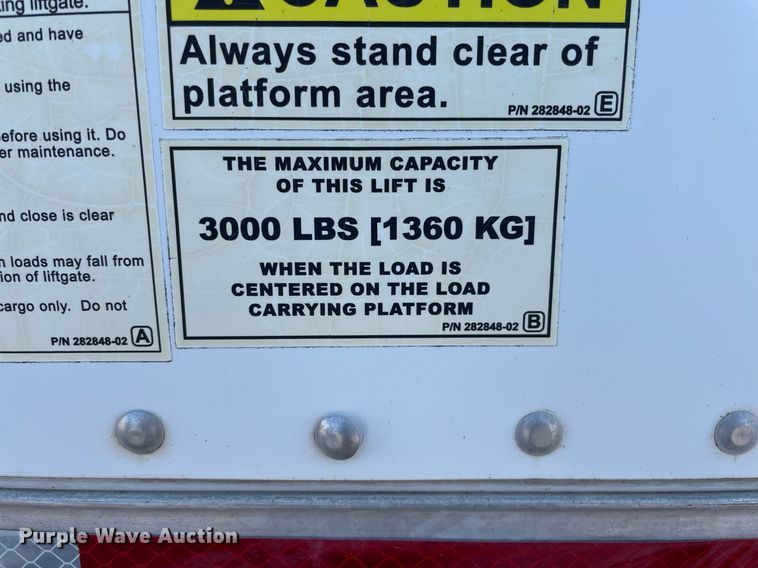 ing liftgate.
ed and have
using the
efore using it. Do
er maintenance.
nd close is clear
n loads may fall from
ion of liftgate.
cargo only. Do not
P/N 282848-02 A
CAUTION
Always stand clear of
platform area.
P/N 282848-02 E
THE MAXIMUM CAPACITY
OF THIS LIFT IS
3000 LBS [1360 KG]
WHEN THE LOAD IS
CENTERED ON THE LOAD
CARRYING PLATFORM
P/N 282848-02 B
Purple Wave Auction